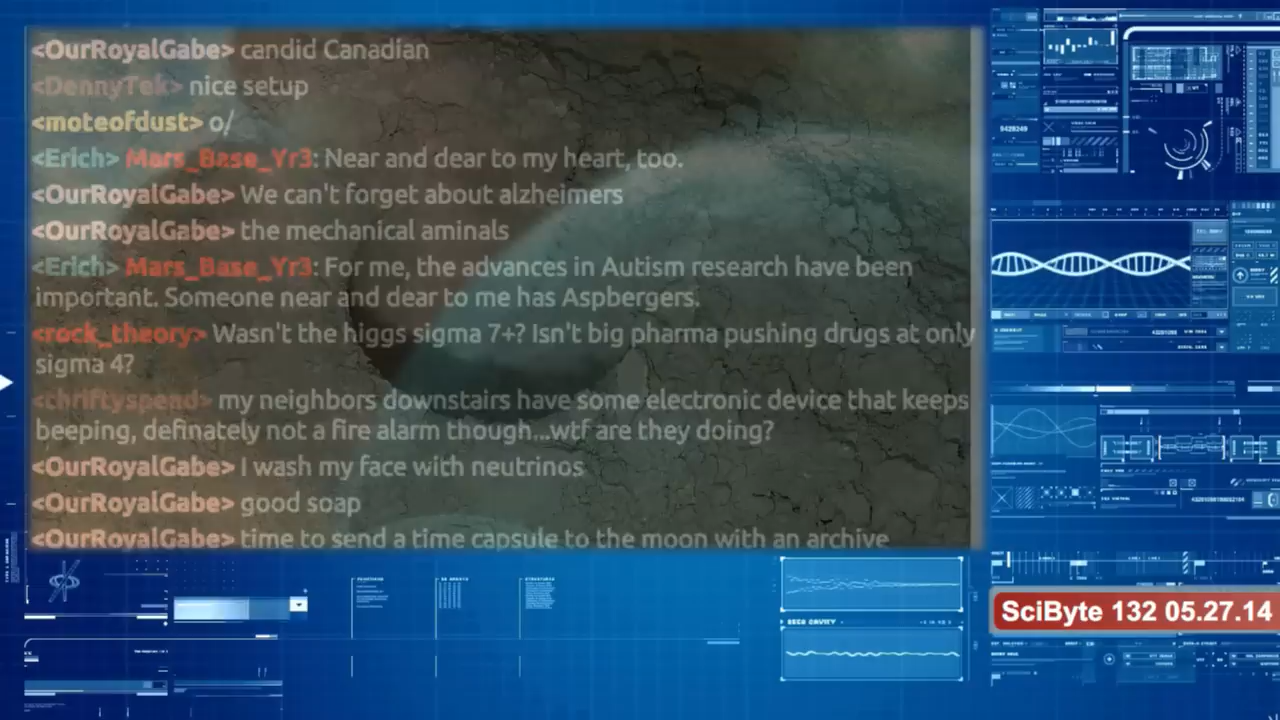 <OurRoyalGabe> candid Canadian
<DennyTek> nice setup
<moteofdust> o/
<Erich> Mars_Base_Yr3: Near and dear to my heart, too.
<OurRoyalGabe> We can't forget about alzheimers
<OurRoyalGabe> the mechanical aminals
<Erich> Mars_Base_Yr3: For me, the advances in Autism research have been
important. Someone near and dear to me has Aspbergers.
<rock_theory> Wasn't the higgs sigma 7+? Isn't big pharma pushing drugs at only
sigma 4?
<chriftyspead> my neighbors downstairs have some electronic device that keeps
beeping, definately not a fire alarm though...wtf are they doing?
<OurRoyalGabe> I wash my face with neutrinos
<OurRoyalGabe> good soap
<OurRoyalGabe> time to send a time capsule to the moon with an archive
9428249
SciByte 132 05.27.14